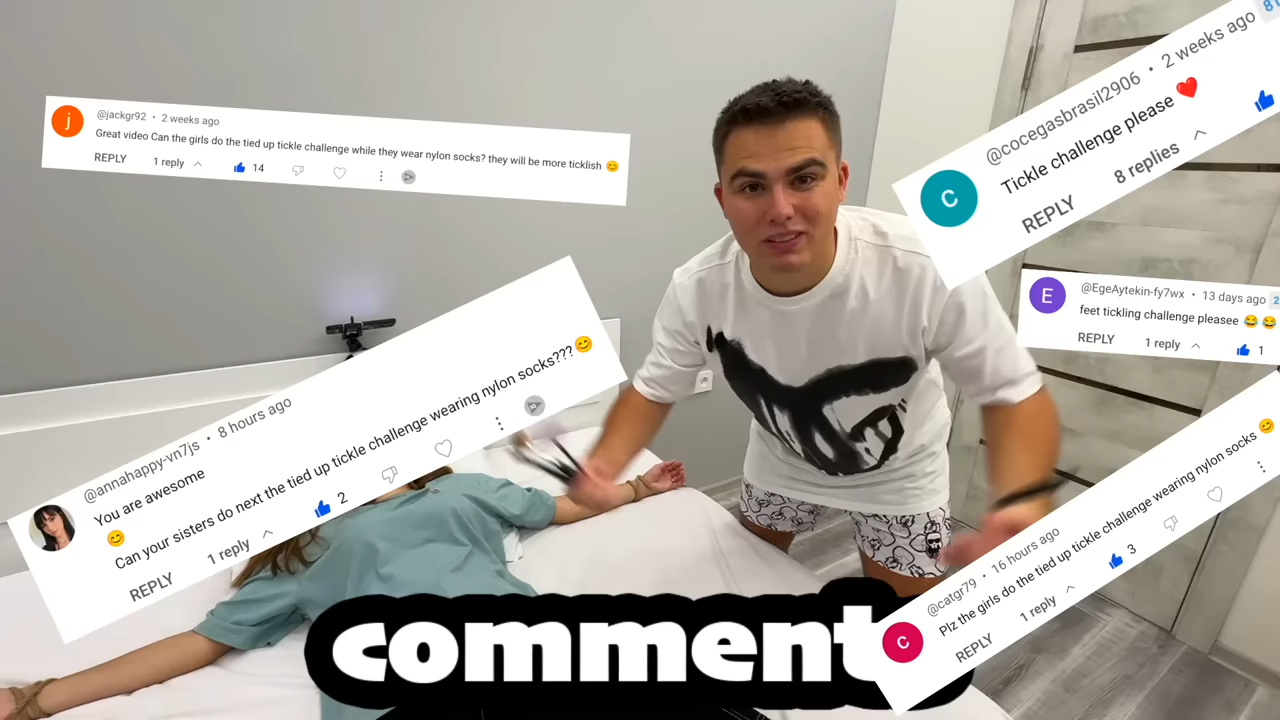 j
@jackgr92 • 2 weeks ago
Great video Can the girls do the tied up tickle challenge while they wear nylon socks? they will be more ticklish 😊
REPLY 1 reply 14
@cocegasbrasil2906 • 2 weeks ago
C
Tickle challenge please ❤️
REPLY 8 replies
E
@EgeAytekin-fy7wx • 13 days ago
feet tickling challenge pleasee 😂😂
REPLY 1 reply 1
@annahappy-vn7js • 8 hours ago
You are awesome
😊
Can your sisters do next the tied up tickle challenge wearing nylon socks???😊
REPLY 1 reply 2
@catgr79 • 16 hours ago
C
Plz the girls do the tied up tickle challenge wearing nylon socks 😊
REPLY 1 reply 3
comment